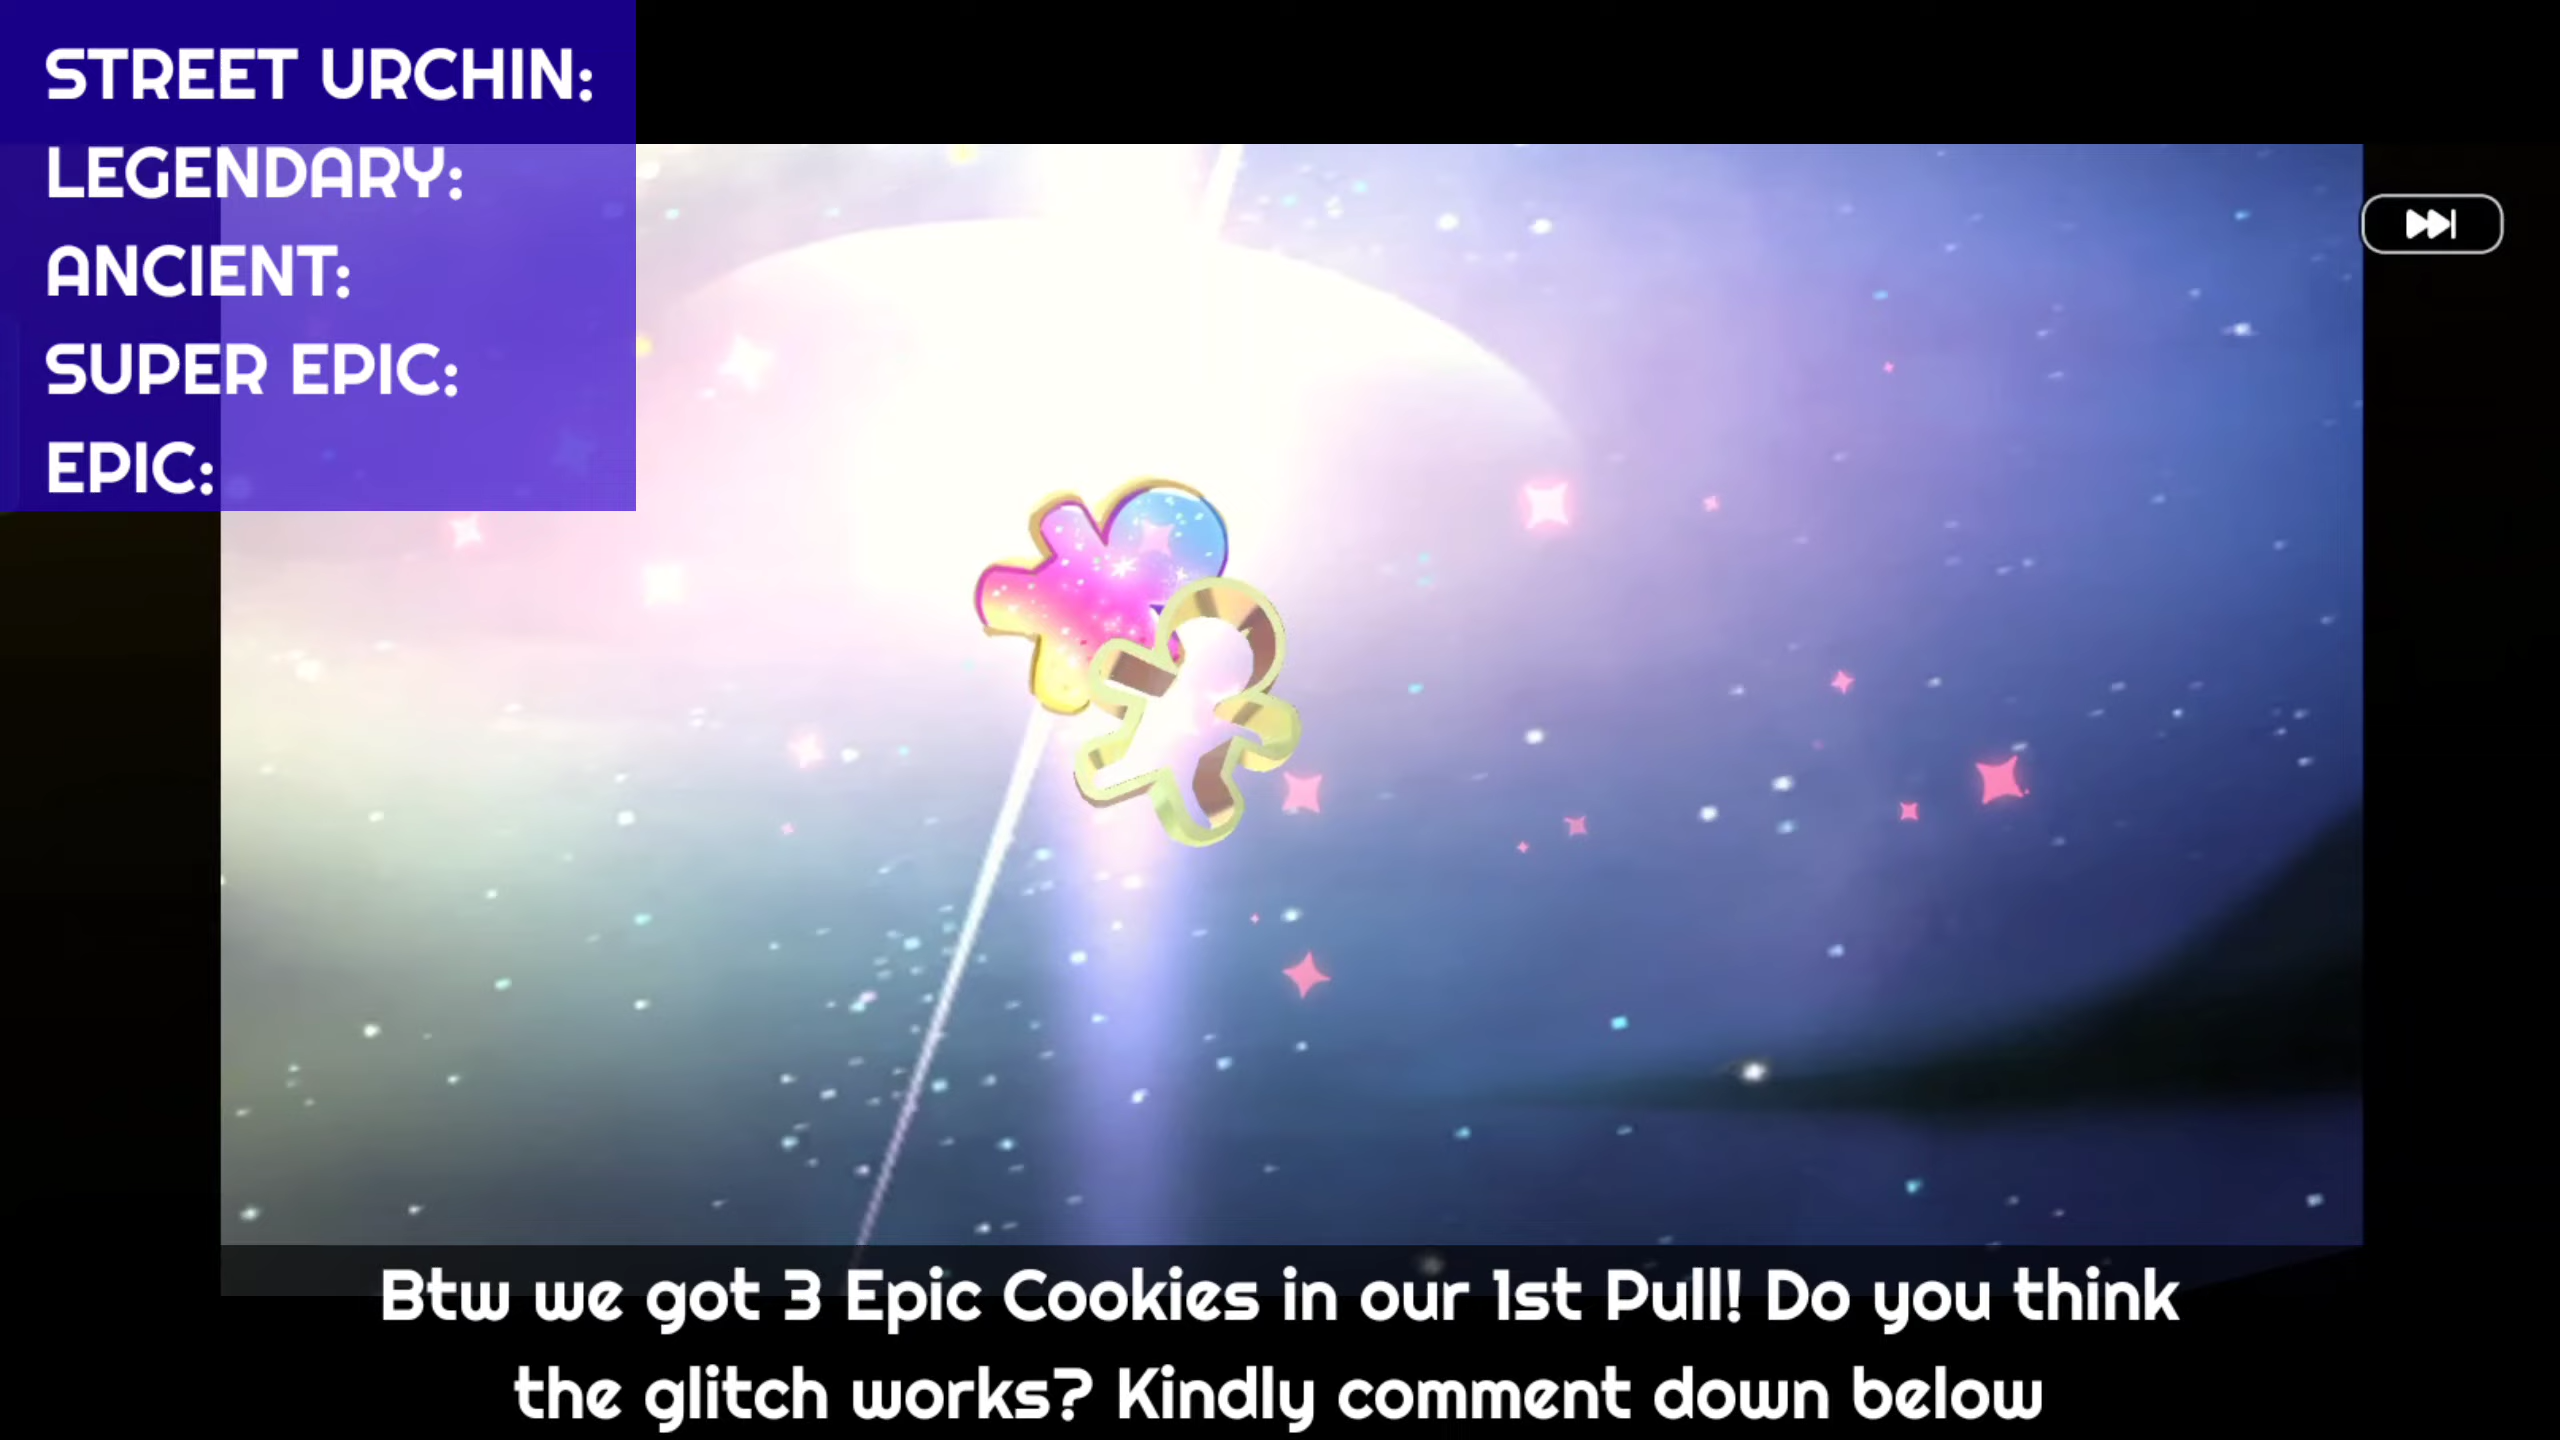 STREET URCHIN:
LEGENDARY:
ANCIENT:
SUPER EPIC:
EPIC:
Btw we got 3 Epic Cookies in our 1st Pull! Do you think
the glitch works? Kindly comment down below